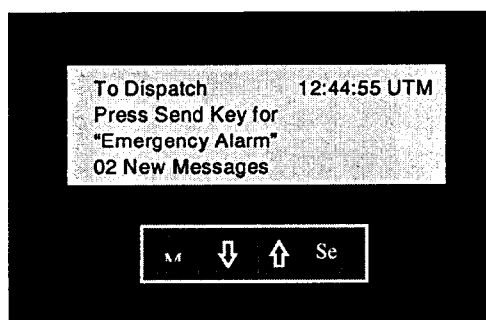 To Dispatch 12:44:55 UTM
Press Send Key for
"Emergency Alarm"
02 New Messages
M Se